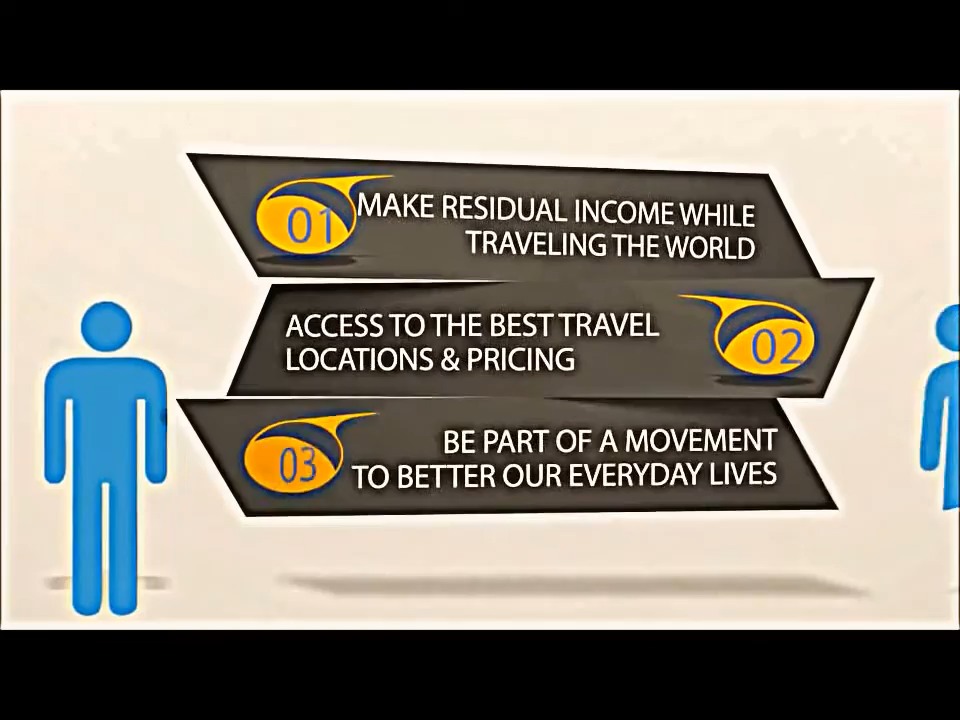 01
MAKE RESIDUAL INCOME WHILE
TRAVELING THE WORLD
ACCESS TO THE BEST TRAVEL
LOCATIONS & PRICING
02
03
BE PART OF A MOVEMENT
TO BETTER OUR EVERYDAY LIVES